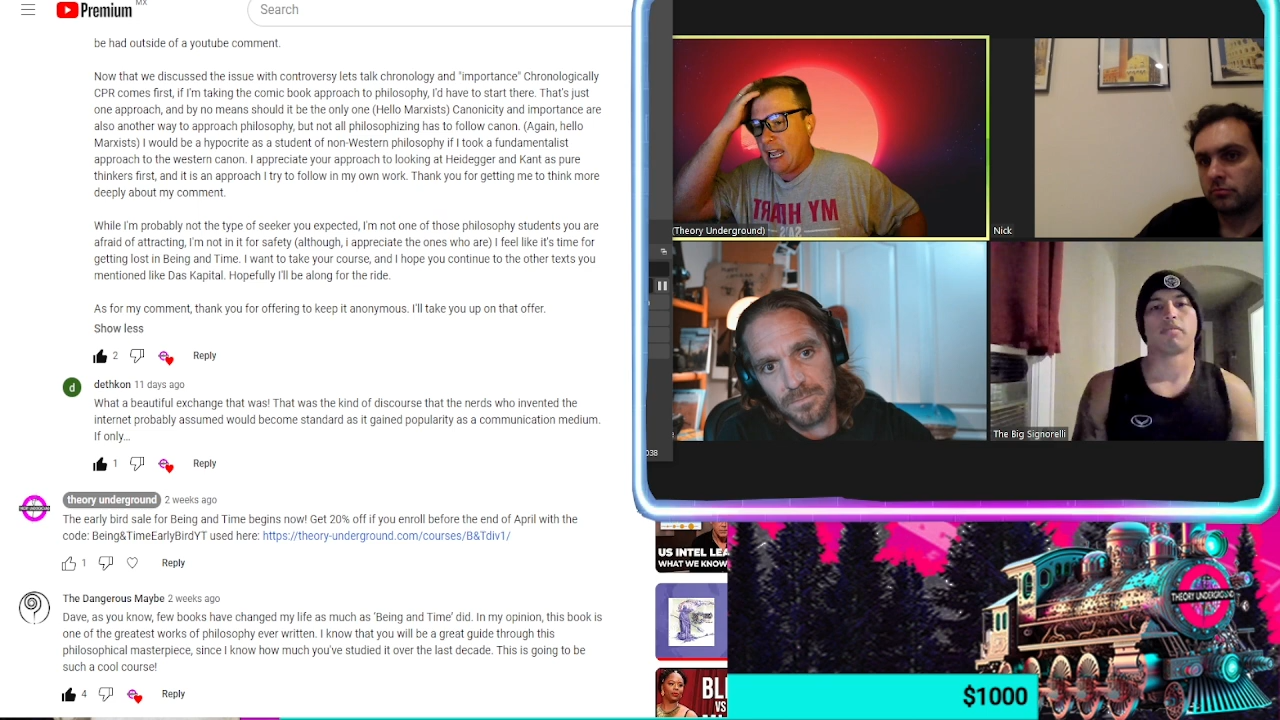 Premium
MX
Search
be had outside of a youtube comment.
Now that we discussed the issue with controversy lets talk chronology and "importance" Chronologically
CPR comes first, if I'm taking the comic book approach to philosophy, I'd have to start there. That's just
one approach, and by no means should it be the only one (Hello Marxists) Canonicity and importance are
also another way to approach philosophy, but not all philosophizing has to follow canon. (Again, hello
Marxists) I would be a hypocrite as a student of non-Western philosophy if I took a fundamentalist
approach to the western canon. I appreciate your approach to looking at Heidegger and Kant as pure
thinkers first, and it is an approach I try to follow in my own work. Thank you for getting me to think more
deeply about my comment.
While I'm probably not the type of seeker you expected, I'm not one of those philosophy students you are
afraid of attracting, I'm not in it for safety (although, i appreciate the ones who are) I feel like it's time for
getting lost in Being and Time. I want to take your course, and I hope you continue to the other texts you
mentioned like Das Kapital. Hopefully I'll be along for the ride.
As for my comment, thank you for offering to keep it anonymous. I'll take you up on that offer.
Show less
2
Reply
d
dethkon 11 days ago
What a beautiful exchange that was! That was the kind of discourse that the nerds who invented the
internet probably assumed would become standard as it gained popularity as a communication medium.
If only…
1
Reply
theory underground 2 weeks ago
The early bird sale for Being and Time begins now! Get 20% off if you enroll before the end of April with the
code: Being&TimeEarlyBirdYT used here: https://theory-underground.com/courses/B&Tdiv1/
1
Reply
The Dangerous Maybe 2 weeks ago
Dave, as you know, few books have changed my life as much as 'Being and Time' did. In my opinion, this book is
one of the greatest works of philosophy ever written. I know that you will be a great guide through this
philosophical masterpiece, since I know how much you've studied it over the last decade. This is going to be
such a cool course!
4
Reply
MY HEART
(Theory Underground)
Nick
The Big Signorelli
038
US INTEL LEA
WHAT WE KNOW
BL
VS
THEORY UNDERGROUND
$1000